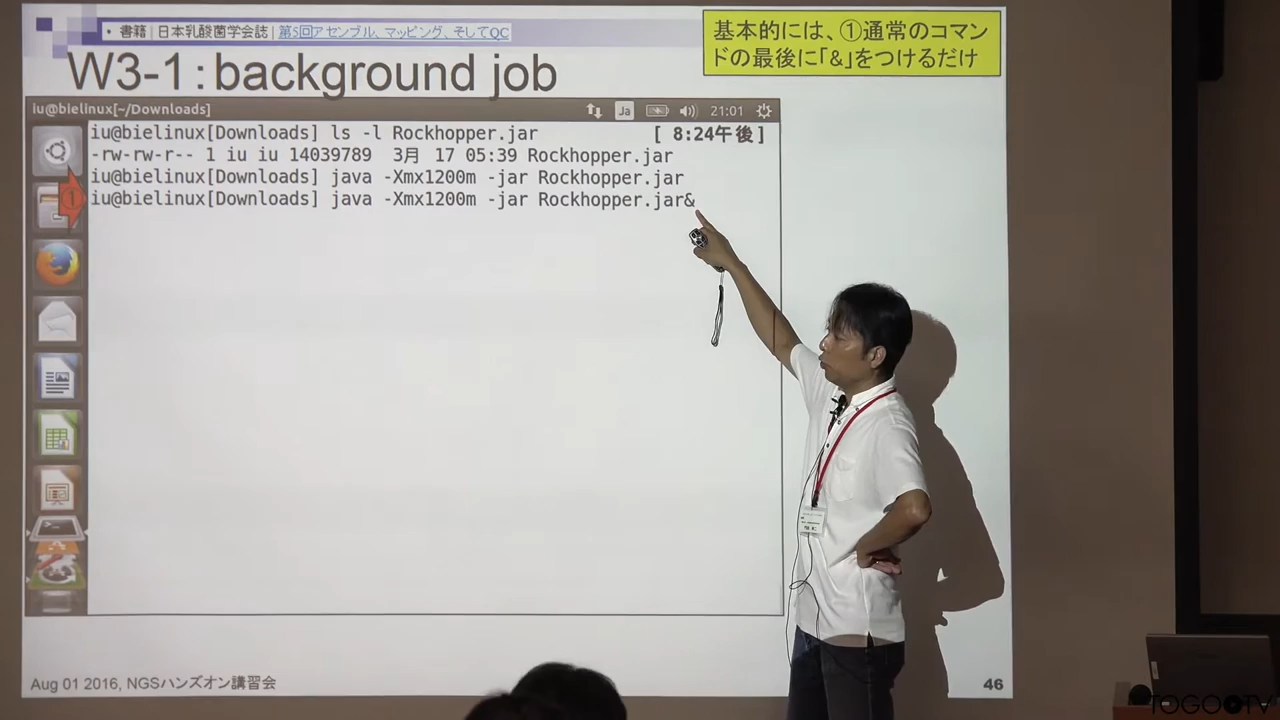 ・ 書籍 | 日本乳酸菌学会誌 | 第5回アセンブル、マッピング、そしてQC
基本的には、①通常のコマン
ドの最後に「&」をつけるだけ
W3-1：background job
iu@bielinux[~/Downloads]
Ja
21:01
iu@bielinux[Downloads] ls -l Rockhopper.jar [ 8:24午後]
-rw-rw-r-- 1 iu iu 14039789 3月 17 05:39 Rockhopper.jar
iu@bielinux[Downloads] java -Xmx1200m -jar Rockhopper.jar
① iu@bielinux[Downloads] java -Xmx1200m -jar Rockhopper.jar&
Aug 01 2016, NGSハンズオン講習会
46
TOGOTV